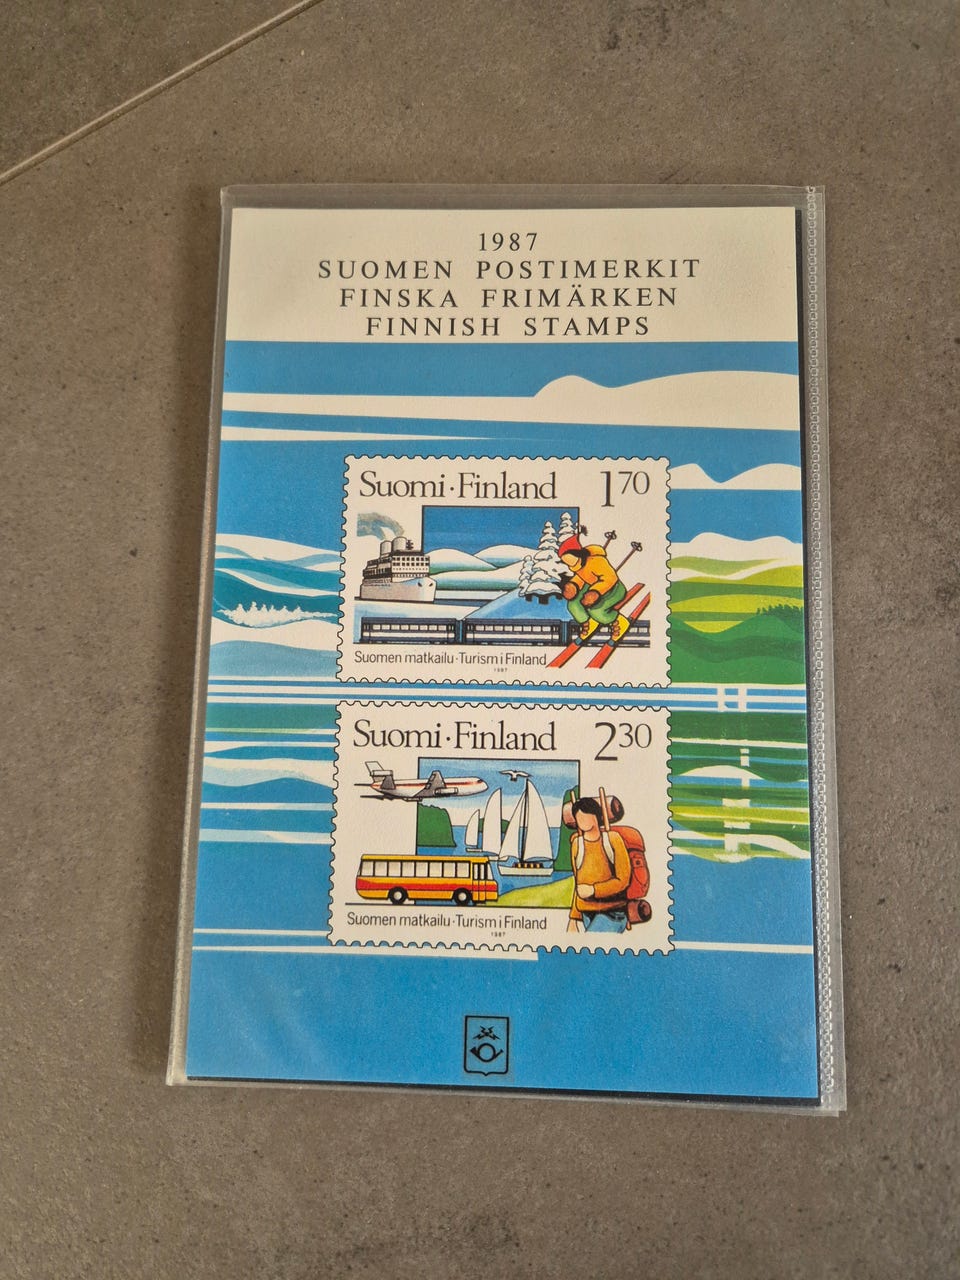 1987
SUOMEN POSTIMERKIT
FINSKA FRIMÄRKEN
FINNISH STAMPS
Suomi·Finland 1 70
Suomen matkailu·Turism i Finland
1987
Suomi·Finland 2 30
Suomen matkailu·Turism i Finland
1987